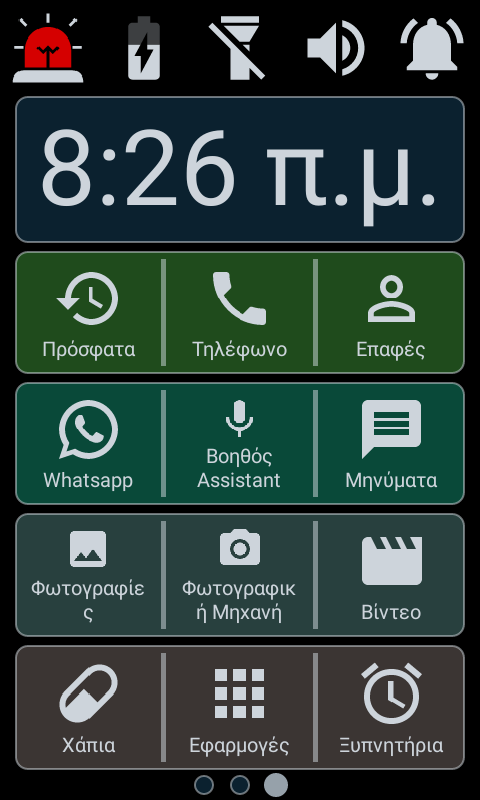 8:26 π.μ.
Πρόσφατα
Τηλέφωνο
Επαφές
Whatsapp
Βοηθός
Assistant
Μηνύματα
Φωτογραφίε
ς
Φωτογραφικ
ή Μηχανή
Βίντεο
Χάπια
Εφαρμογές
Ξυπνητήρια